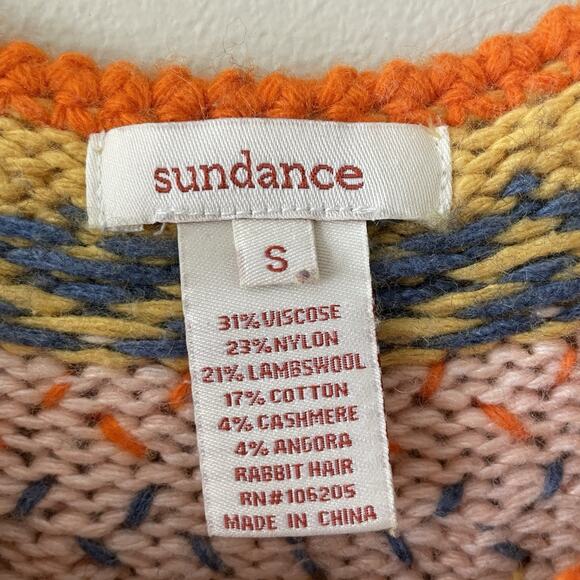 sundance
S
31% VISCOSE
23% NYLON
21% LAMBSWOOL
17% COTTON
4% CASHMERE
4% ANGORA
RABBIT HAIR
RN#106205
MADE IN CHINA